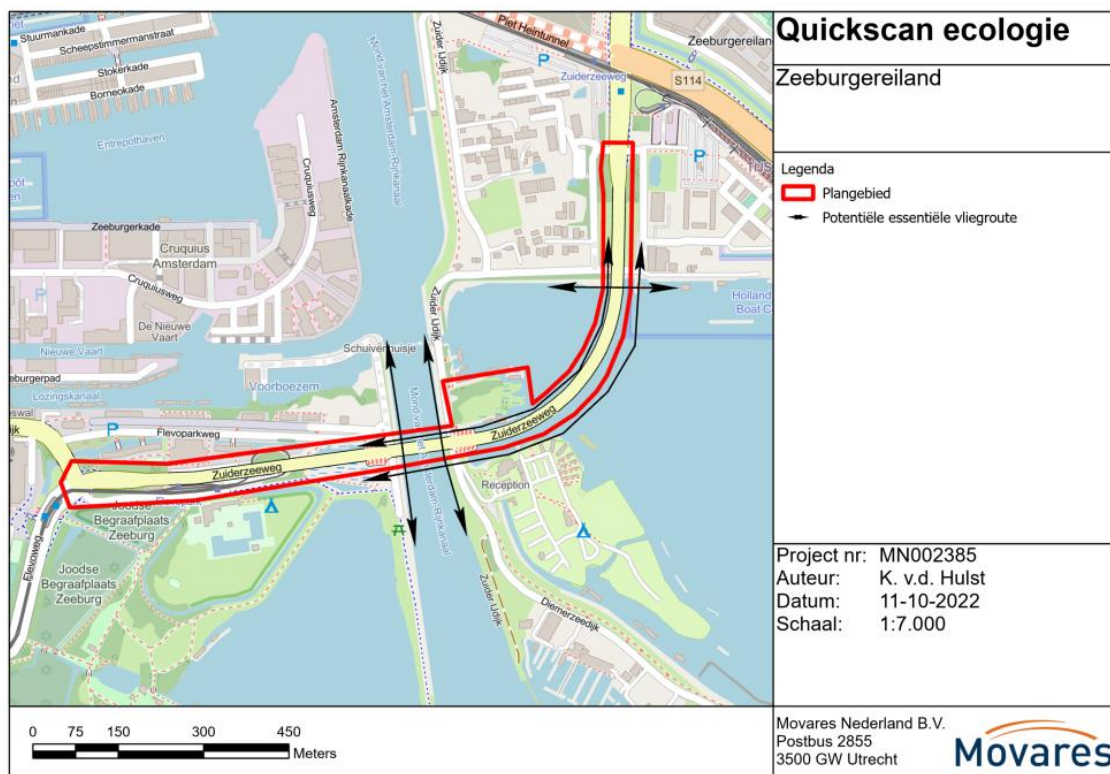 Quickscan ecologie
Zeeburgereiland
Legenda
Plangebied
Potentiële essentiële vliegroute
Project nr: MN002385
Auteur: K. v.d. Hulst
Datum: 11-10-2022
Schaal: 1:7.000
Movares Nederland B.V.
Postbus 2855
3500 GW Utrecht
Movares
0 75 150 300 450
Meters
Stuurmankade
Scheepstimmermanstraat
Stokerkade
Borneokade
Entrepothaven
Cruquiusweg
Amsterdam Rijnkanaalkade
Mond van het Amsterdam-Rijnkanaal
Zuider IJdijk
Piet Heintunnel
Zuiderzeeweg
S114
Zeeburgereiland
P
P
Zeeburgerkade
Cruquius
Amsterdam
Cruquiusweg
P
De Nieuwe
Vaart
Nieuwe Vaart
Lozingskanaal
Schuivenhuisje
Voorboezem
Zuider IJdijk
Holland
Boat
P
Flevoparkweg
Zuiderzeeweg
Zuiderzeeweg
Reception
Joodse
Begraafplaats
Zeeburg
Joodse
Begraafplaats
Zeeburg
Flevoweg
Zuider IJdijk
Diemerzeedijk